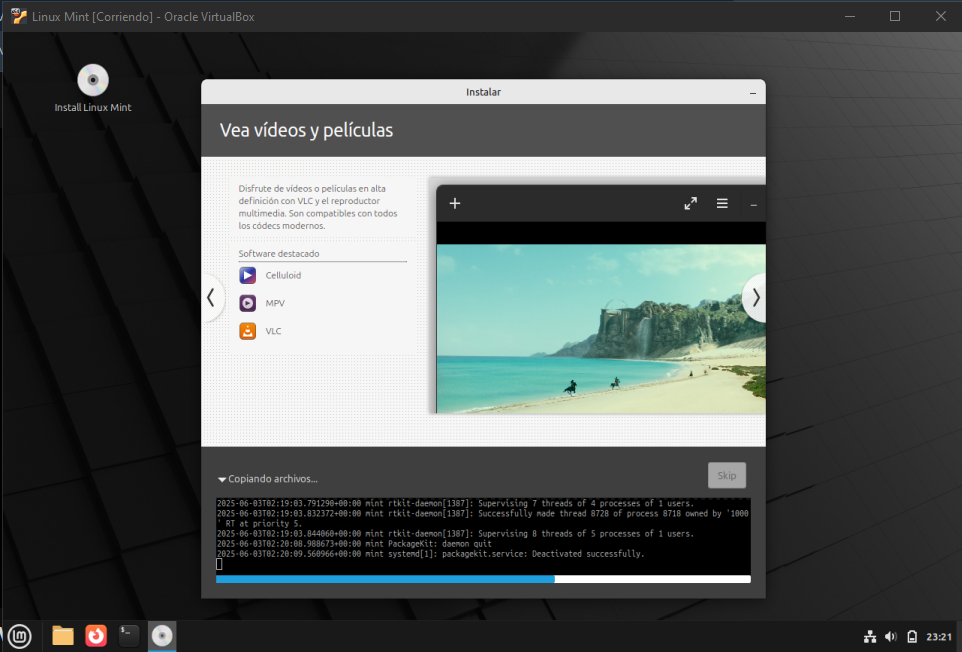 Linux Mint [Corriendo] - Oracle VirtualBox
Install Linux Mint
Instalar
Vea vídeos y películas
Disfrute de vídeos o películas en alta
definición con VLC y el reproductor
multimedia. Son compatibles con todos
los códecs modernos.
Software destacado
Celluloid
MPV
VLC
Copiando archivos...
Skip
2025-06-03T02:19:03.791290+00:00 mint rtkit-daemon[1387]: Supervising 7 threads of 4 processes of 1 users.
2025-06-03T02:19:03.832372+00:00 mint rtkit-daemon[1387]: Successfully made thread 8728 of process 8718 owned by '1000
' RT at priority 5.
2025-06-03T02:19:03.844060+00:00 mint rtkit-daemon[1387]: Supervising 8 threads of 5 processes of 1 users.
2025-06-03T02:20:08.988673+00:00 mint PackageKit: daemon quit
2025-06-03T02:20:09.560966+00:00 mint systemd[1]: packagekit.service: Deactivated successfully.
23:21